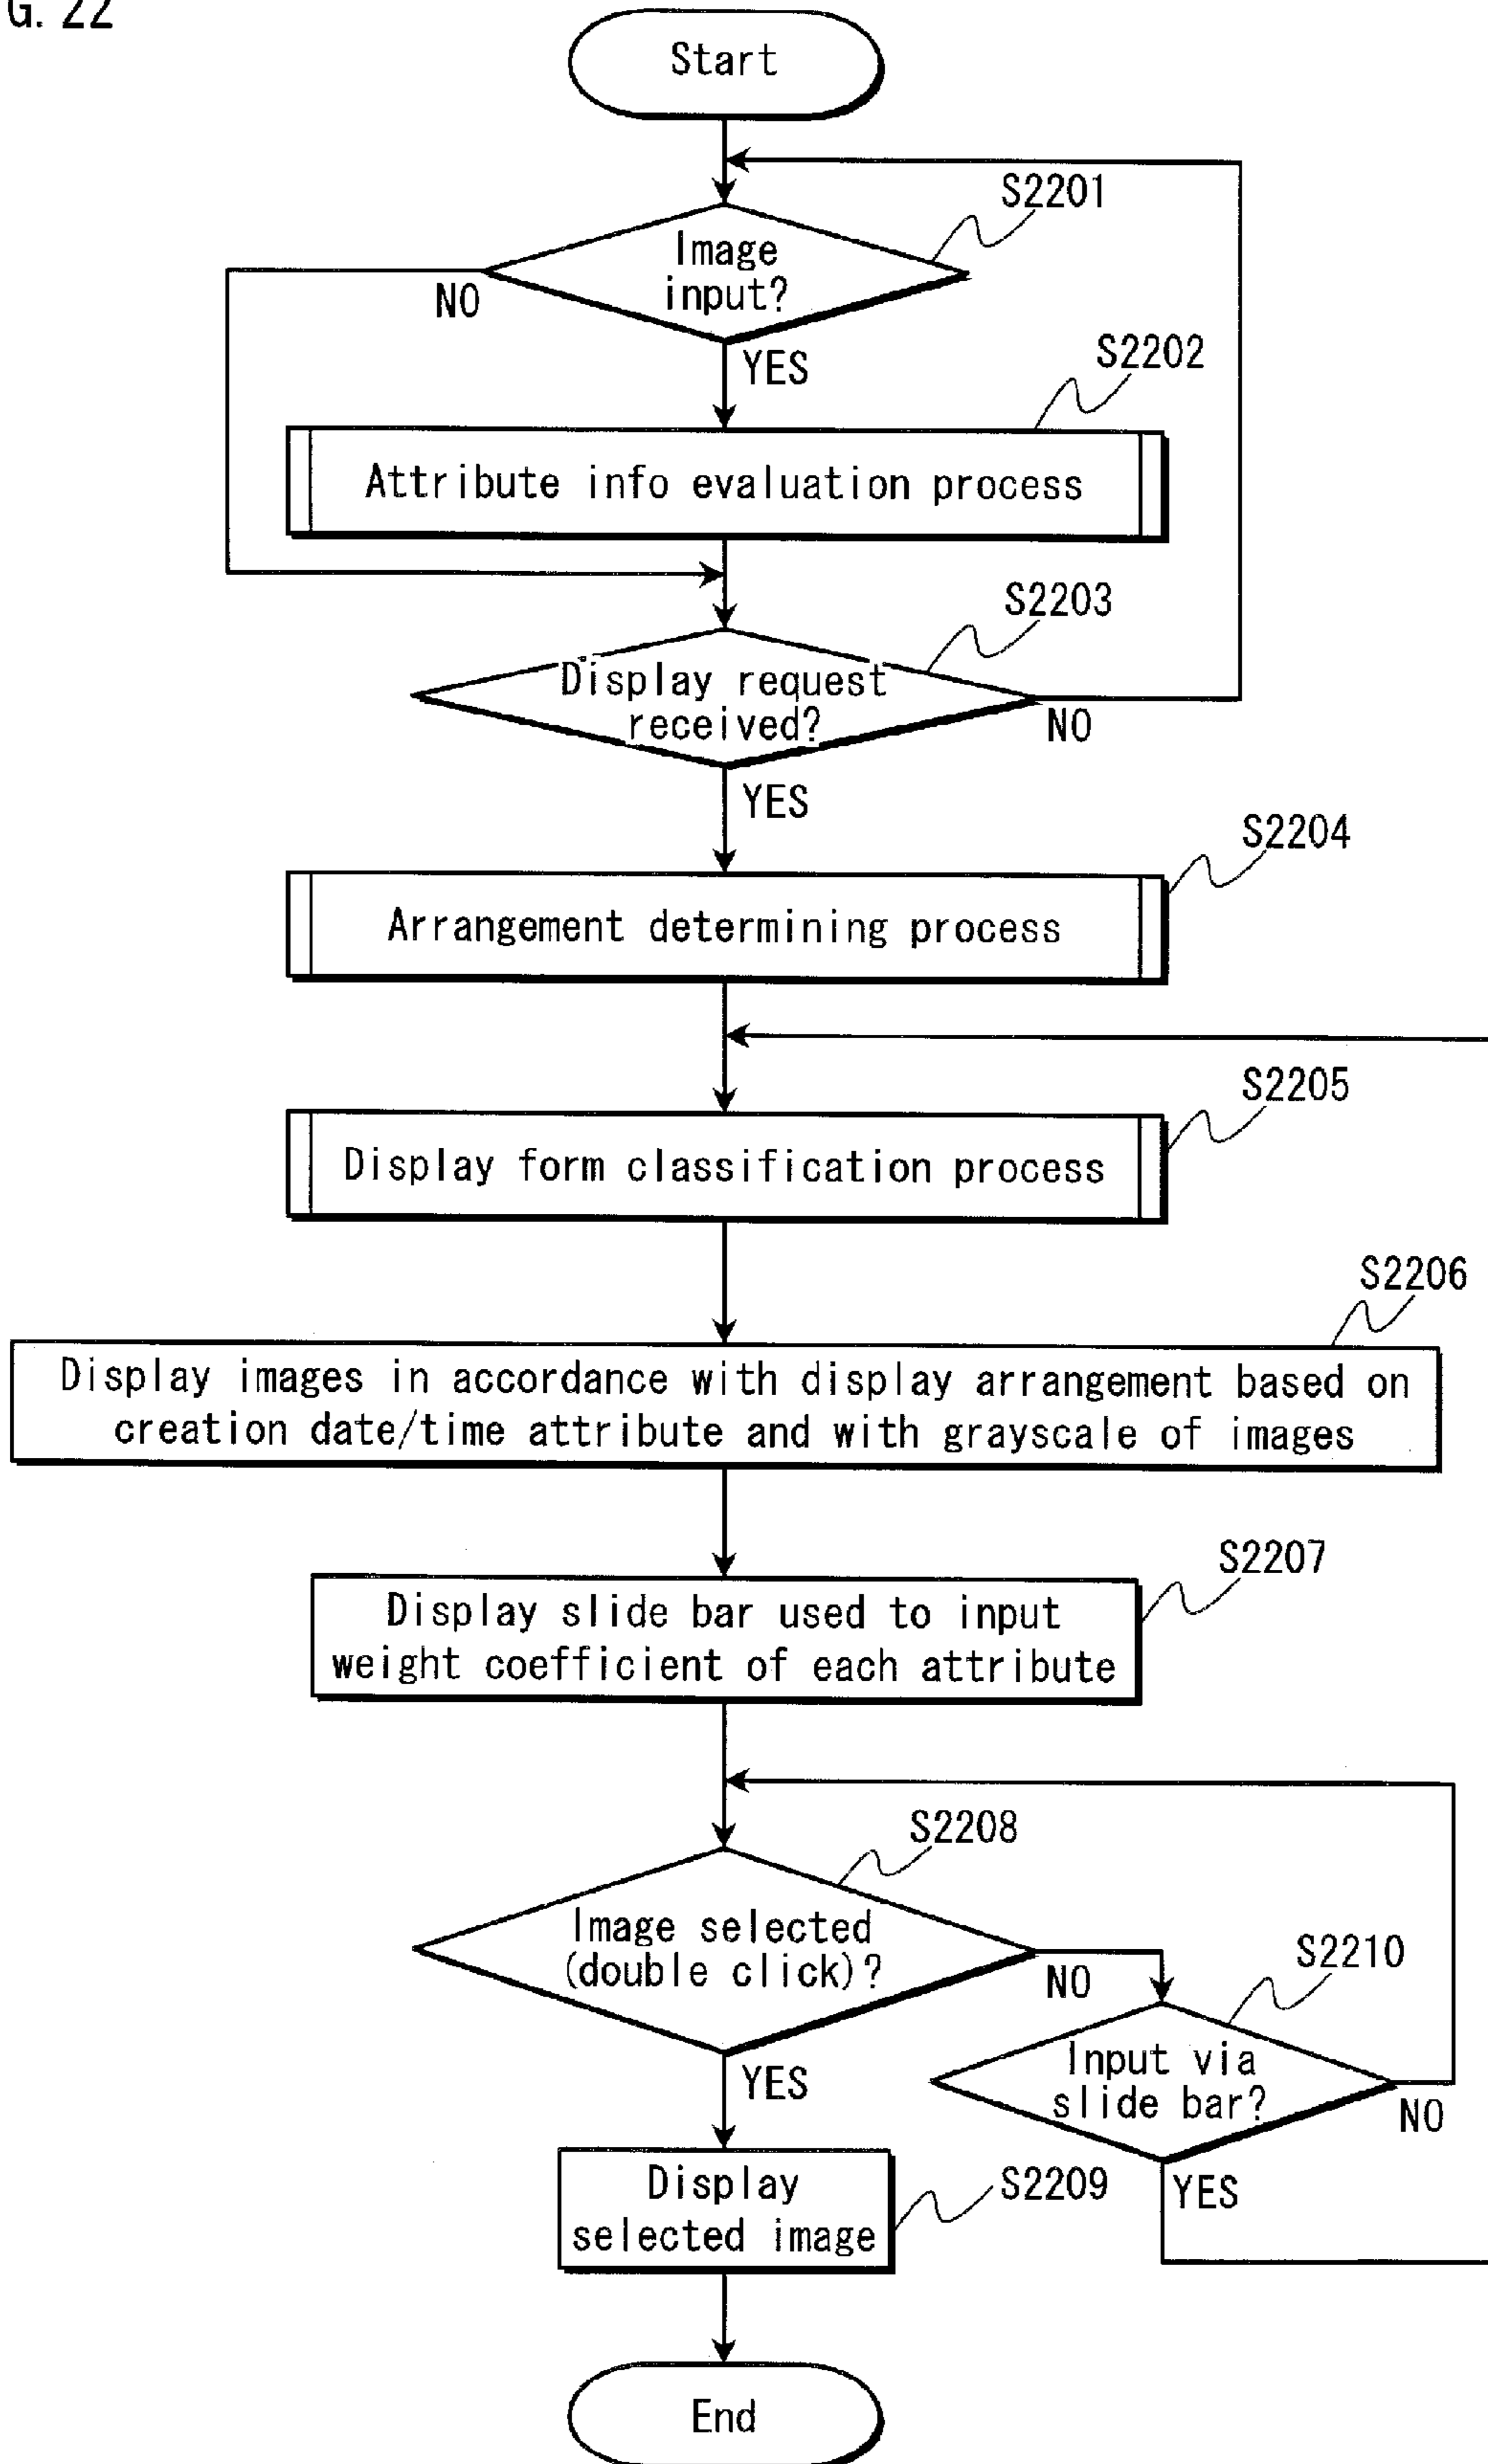 G. 22
Start
S2201
Image
input?
NO
YES
S2202
Attribute info evaluation process
S2203
Display request
received?
NO
YES
S2204
Arrangement determining process
S2205
Display form classification process
S2206
Display images in accordance with display arrangement based on
creation date/time attribute and with grayscale of images
S2207
Display slide bar used to input
weight coefficient of each attribute
S2208
Image selected
(double click)?
NO
S2210
YES
Input via
slide bar?
NO
Display
selected image
S2209
YES
End